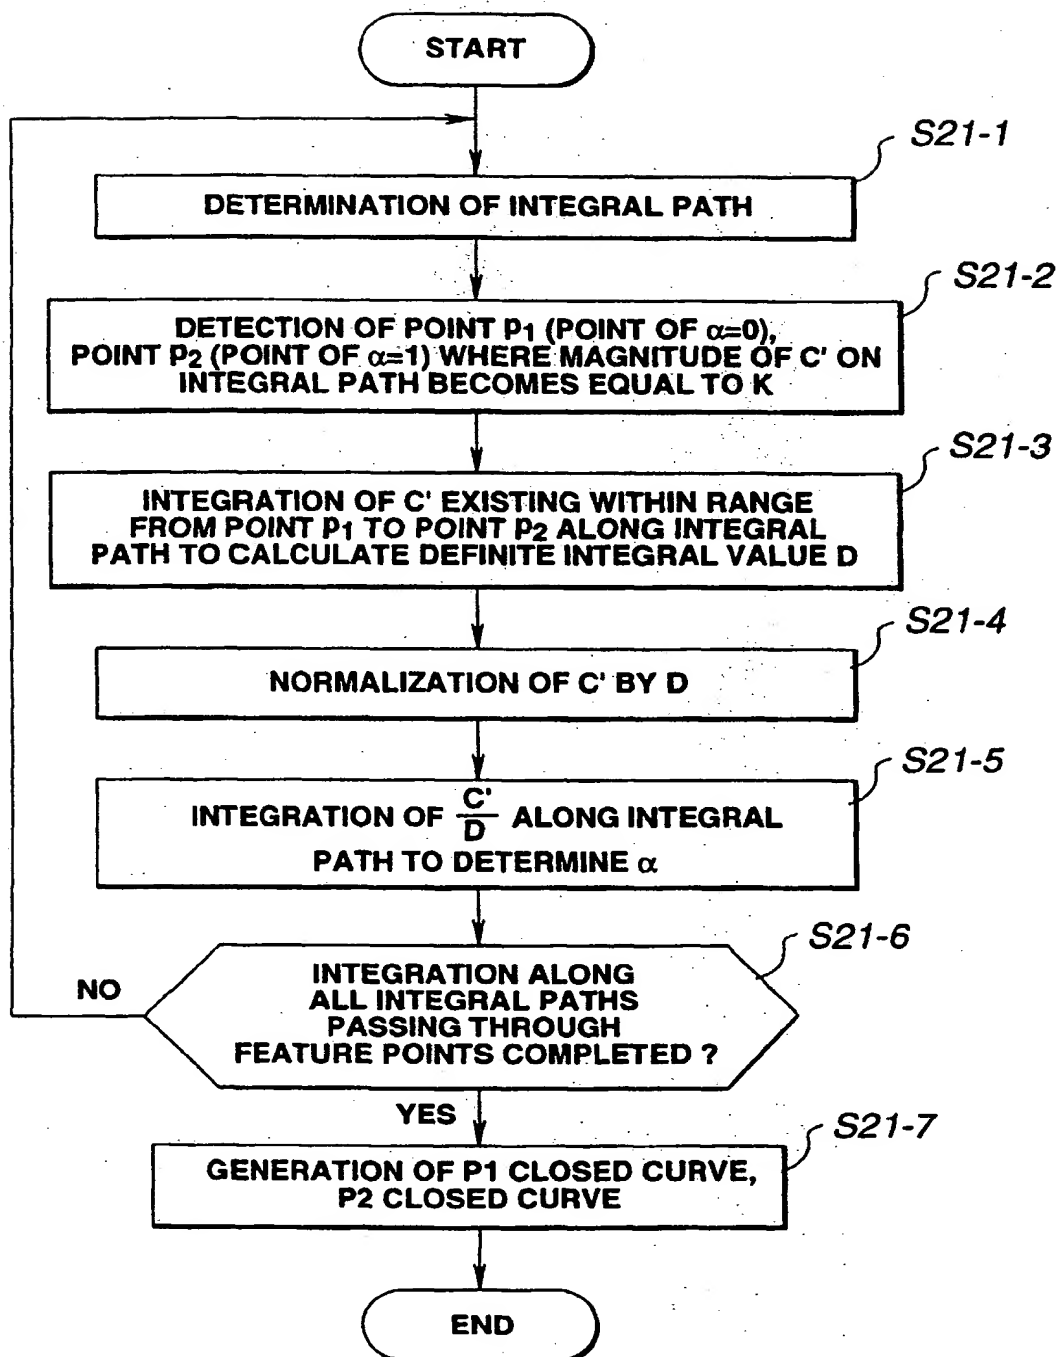 START
S21-1
DETERMINATION OF INTEGRAL PATH
S21-2
DETECTION OF POINT P1 (POINT OF α=0),
POINT P2 (POINT OF α=1) WHERE MAGNITUDE OF C' ON
INTEGRAL PATH BECOMES EQUAL TO K
S21-3
INTEGRATION OF C' EXISTING WITHIN RANGE
FROM POINT P1 TO POINT P2 ALONG INTEGRAL
PATH TO CALCULATE DEFINITE INTEGRAL VALUE D
S21-4
NORMALIZATION OF C' BY D
S21-5
INTEGRATION OF C'/D ALONG INTEGRAL
PATH TO DETERMINE α
S21-6
INTEGRATION ALONG
ALL INTEGRAL PATHS
PASSING THROUGH
FEATURE POINTS COMPLETED ?
NO
YES
S21-7
GENERATION OF P1 CLOSED CURVE,
P2 CLOSED CURVE
END